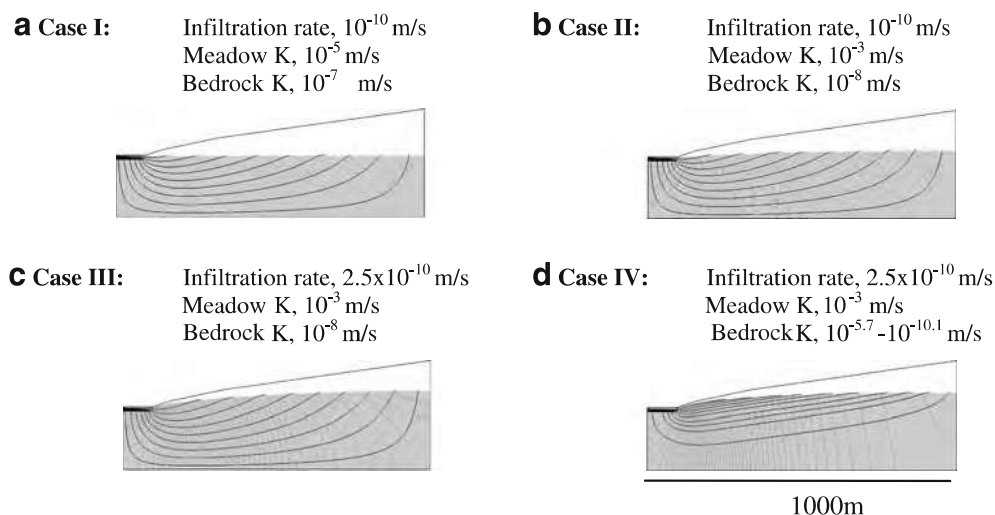 a Case I: Infiltration rate, 10⁻¹⁰ m/s
Meadow K, 10⁻⁵ m/s
Bedrock K, 10⁻⁷ m/s
b Case II: Infiltration rate, 10⁻¹⁰ m/s
Meadow K, 10⁻³ m/s
Bedrock K, 10⁻⁸ m/s
c Case III: Infiltration rate, 2.5x10⁻¹⁰ m/s
Meadow K, 10⁻³ m/s
Bedrock K, 10⁻⁸ m/s
d Case IV: Infiltration rate, 2.5x10⁻¹⁰ m/s
Meadow K, 10⁻³ m/s
Bedrock K, 10⁻⁵·⁷ -10⁻¹⁰·¹ m/s
1000m